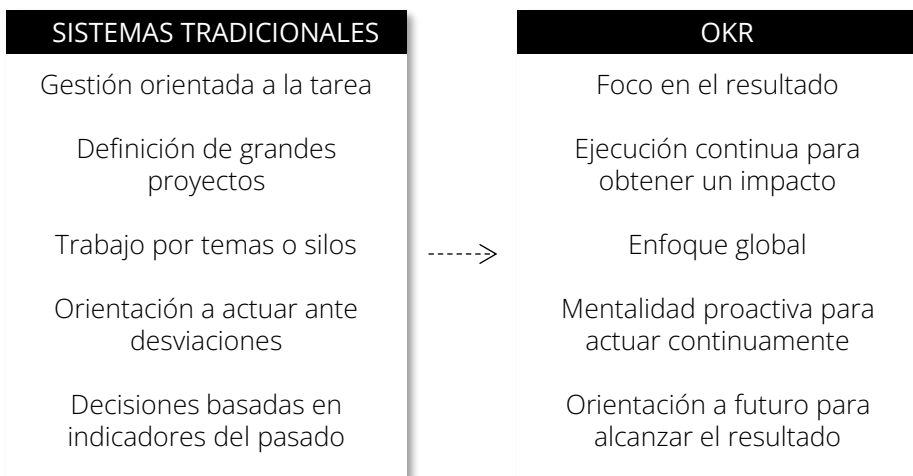 SISTEMAS TRADICIONALES
Gestión orientada a la tarea
Definición de grandes
proyectos
Trabajo por temas o silos
Orientación a actuar ante
desviaciones
Decisiones basadas en
indicadores del pasado
OKR
Foco en el resultado
Ejecución continua para
obtener un impacto
Enfoque global
Mentalidad proactiva para
actuar continuamente
Orientación a futuro para
alcanzar el resultado